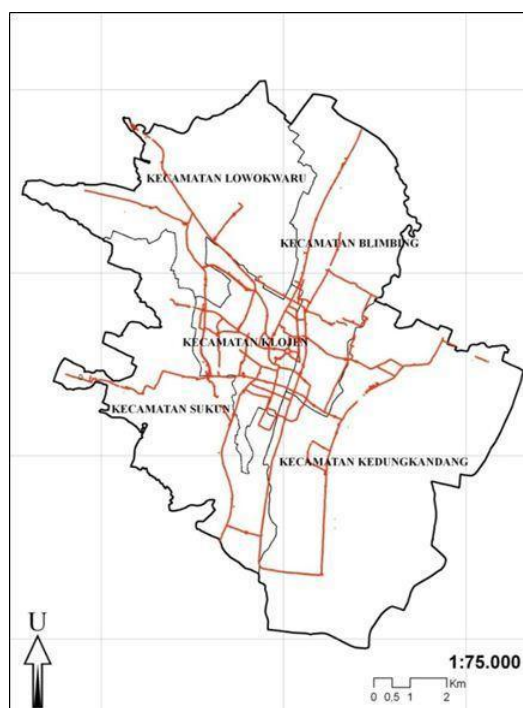 KECAMATAN LOWOKWARU
KECAMATAN BLIMBING
KECAMATAN KLOJEN
KECAMATAN SUKUN
KECAMATAN KEDUNGKANDANG
U
1:75.000
Km
0 0,5 1 2